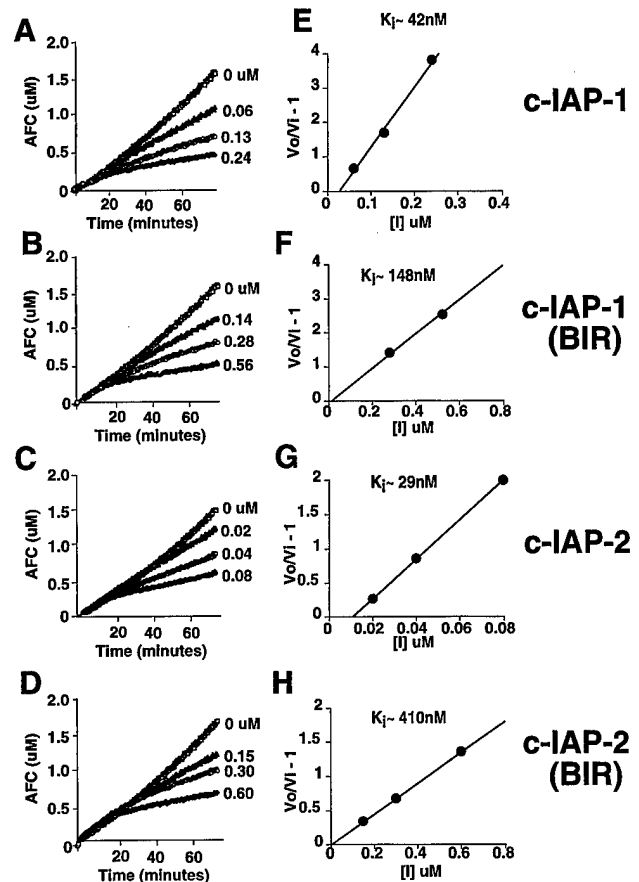 A
AFC (uM)
2.0
1.5
1.0
0.5
0
0 uM
0.06
0.13
0.24
20 40 60 80
Time (minutes)
E
Ki~ 42nM
Vo/Vi - 1
4
3
2
1
0
0 0.1 0.2 0.3 0.4
[I] uM
c-IAP-1
B
AFC (uM)
2.0
1.5
1.0
0.5
0
0 uM
0.14
0.28
0.56
20 40 60 80
Time (minutes)
F
Ki~ 148nM
Vo/Vi - 1
4
3
2
1
0
0 0.2 0.4 0.6 0.8
[I] uM
c-IAP-1
(BIR)
C
AFC (uM)
2.0
1.5
1.0
0.5
0
0 uM
0.02
0.04
0.08
20 40 60 80
Time (minutes)
G
Ki~ 29nM
Vo/Vi - 1
2
1.5
1
0.5
0
0 0.02 0.04 0.06 0.08
[I] uM
c-IAP-2
D
AFC (uM)
2.0
1.5
1.0
0.5
0
0 uM
0.15
0.30
0.60
20 40 60 80
Time (minutes)
H
Ki~ 410nM
Vo/Vi - 1
2
1.5
1
0.5
0
0 0.2 0.4 0.6 0.8
[I] uM
c-IAP-2
(BIR)